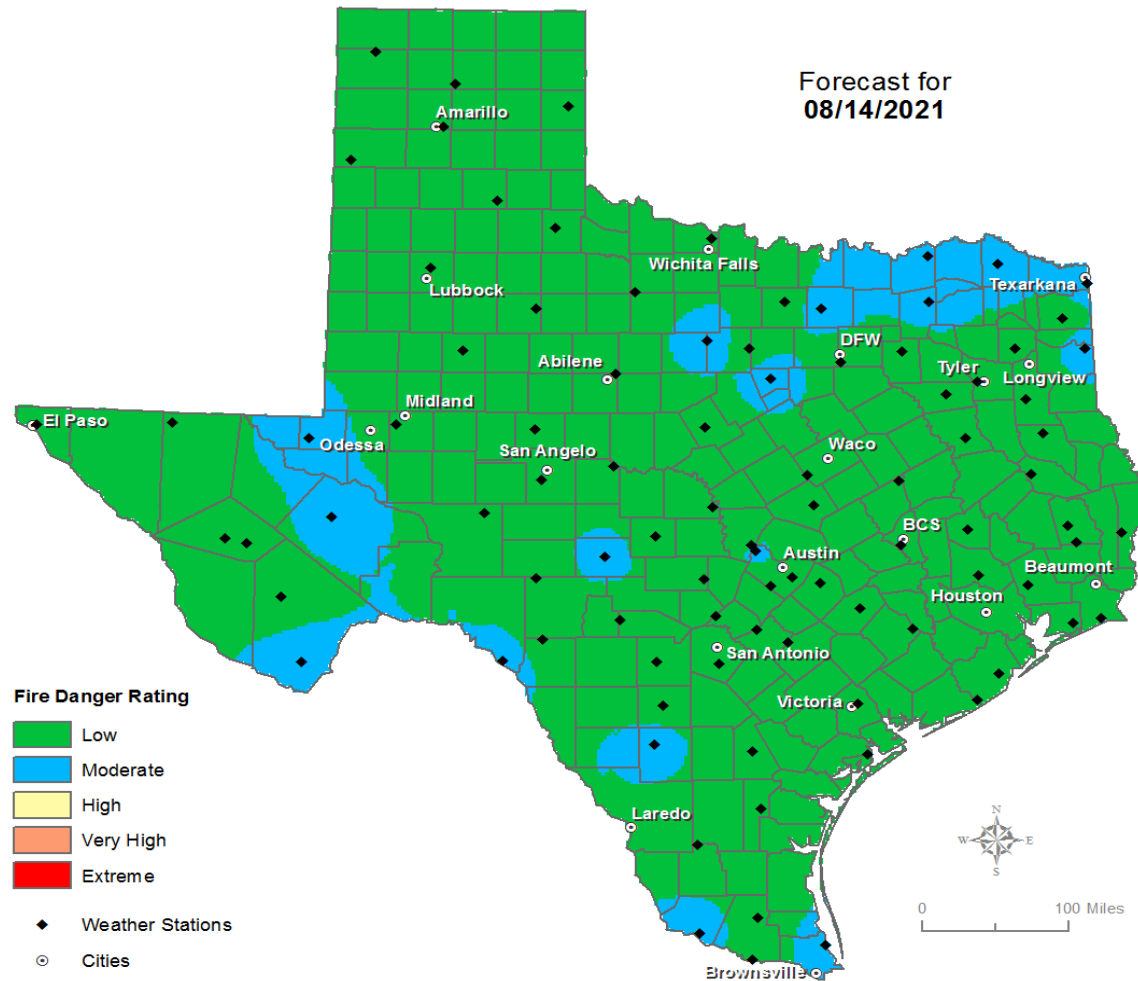 Forecast for
08/14/2021
Amarillo
Wichita Falls
Lubbock
Texarkana
DFW
Abilene
Tyler
Longview
Midland
El Paso
Odessa
San Angelo
Waco
BCS
Austin
Beaumont
Houston
San Antonio
Victoria
Laredo
Brownsville
Fire Danger Rating
Low
Moderate
High
Very High
Extreme
Weather Stations
Cities
N
W E
S
0 100 Miles